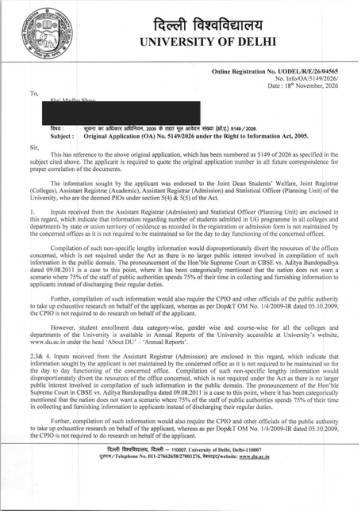 दिल्ली विश्वविद्यालय
UNIVERSITY OF DELHI
Online Registration No. UODEL/R/E/26/04565
No. Info/OA/5149/2026/
Date : 18th November, 2026
To,
विषय : सूचना का अधिकार अधिनियम, 2005 के तहत मूल आवेदन संख्या (ओ.ए.) 5149 / 2026.
Subject : Original Application (OA) No. 5149/2026 under the Right to Information Act, 2005.
Sir,
This has reference to the above original application, which has been numbered as 5149 of 2026 as specified in the
subject cited above. The applicant is required to quote the original application number in all future correspondence for
proper correlation of the documents.
The information sought by the applicant was endorsed to the Joint Dean Students' Welfare, Joint Registrar
(Colleges), Assistant Registrar (Academic), Assistant Registrar (Admission) and Statistical Officer (Planning Unit) of the
University, who are the deemed PIOs under section 5(4) & 5(5) of the Act.
1. Inputs received from the Assistant Registrar (Admission) and Statistical Officer (Planning Unit) are enclosed in
this regard, which indicate that information regarding number of students admitted in UG programme in all colleges and
departments by state or union territory of residence as recorded in the registration or admission form is not maintained by
the concerned offices as it is not required to be maintained so for the day to day functioning of the concerned offices.
Compilation of such non-specific lengthy information would disproportionately divert the resources of the offices
concerned, which is not required under the Act as there is no larger public interest involved in compilation of such
information in the public domain. The pronouncement of the Hon'ble Supreme Court in CBSE vs. Aditya Bandopadhya
dated 09.08.2011 is a case to this point, where it has been categorically mentioned that the nation does not want a
scenario where 75% of the staff of public authorities spends 75% of their time in collecting and furnishing information to
applicants instead of discharging their regular duties.
Further, compilation of such information would also require the CPIO and other officials of the public authority
to take up exhaustive research on behalf of the applicant, whereas as per Dop&T OM No. 1/4/2009-IR dated 05.10.2009,
the CPIO is not required to do research on behalf of the applicant.
However, student enrollment data category-wise, gender wise and course-wise for all the colleges and
departments of the University is available in Annual Reports of the University accessible at University's website,
www.du.ac.in under the head 'About DU' – 'Annual Reports'.
2,3& 4. Inputs received from the Assistant Registrar (Admission) are enclosed in this regard, which indicate that
information sought by the applicant is not maintained by the concerned office as it is not required to be maintained so for
the day to day functioning of the concerned office. Compilation of such non-specific lengthy information would
disproportionately divert the resources of the office concerned, which is not required under the Act as there is no larger
public interest involved in compilation of such information in the public domain. The pronouncement of the Hon'ble
Supreme Court in CBSE vs. Aditya Bandopadhya dated 09.08.2011 is a case to this point, where it has been categorically
mentioned that the nation does not want a scenario where 75% of the staff of public authorities spends 75% of their time
in collecting and furnishing information to applicants instead of discharging their regular duties.
Further, compilation of such information would also require the CPIO and other officials of the public authority
to take up exhaustive research on behalf of the applicant, whereas as per Dop&T OM No. 1/4/2009-IR dated 05.10.2009,
the CPIO is not required to do research on behalf of the applicant.
दिल्ली विश्वविद्यालय, दिल्ली – 110007. University of Delhi, Delhi-110007